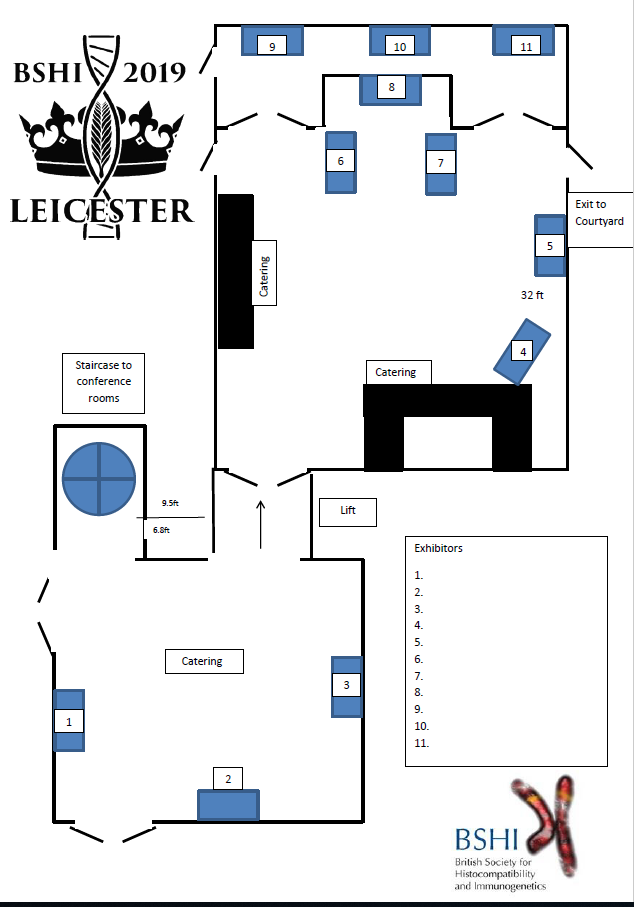 BSHI 2019
LEICESTER
9
10
11
8
6
7
Exit to
Courtyard
5
Catering
32 ft
4
Catering
Staircase to
conference
rooms
9.5ft
6.8ft
Lift
Exhibitors
1.
2.
3.
4.
5.
6.
7.
8.
9.
10.
11.
Catering
3
1
2
BSHI
British Society for
Histocompatibility
and Immunogenetics